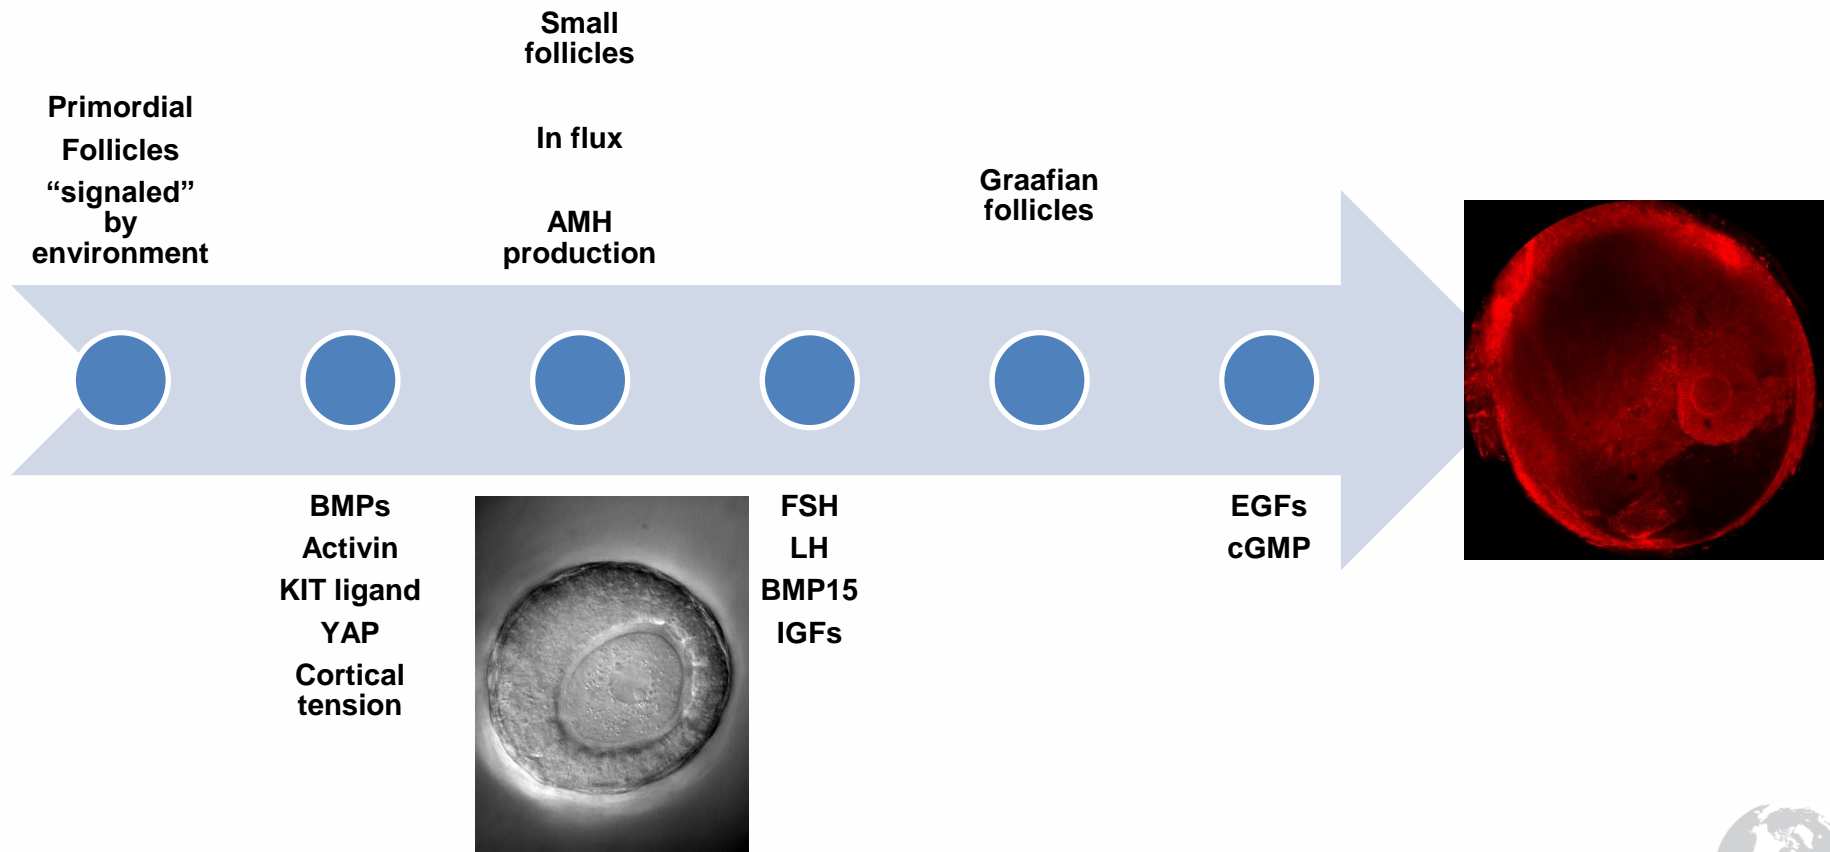 Primordial
Follicles
“signaled”
by
environment
Small
follicles
In flux
AMH
production
Graafian
follicles
BMPs
Activin
KIT ligand
YAP
Cortical
tension
FSH
LH
BMP15
IGFs
EGFs
cGMP